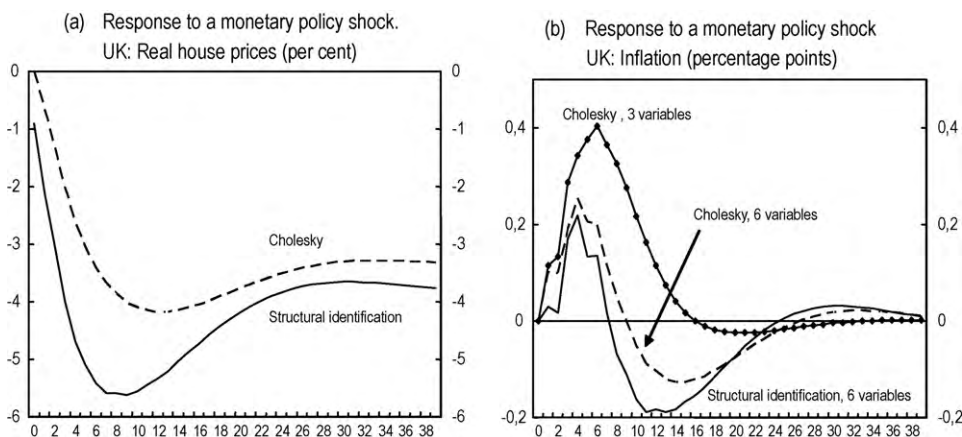 (a) Response to a monetary policy shock.
UK: Real house prices (per cent)
0 0
-1 -1
-2 -2
-3 -3
-4 -4
-5 -5
-6 -6
Cholesky
Structural identification
0 2 4 6 8 10 12 14 16 18 20 22 24 26 28 30 32 34 36 38
(b) Response to a monetary policy shock
UK: Inflation (percentage points)
0,4 0,4
0,2 0,2
0 0
-0,2 -0,2
Cholesky , 3 variables
Cholesky, 6 variables
Structural identification, 6 variables
0 2 4 6 8 10 12 14 16 18 20 22 24 26 28 30 32 34 36 38